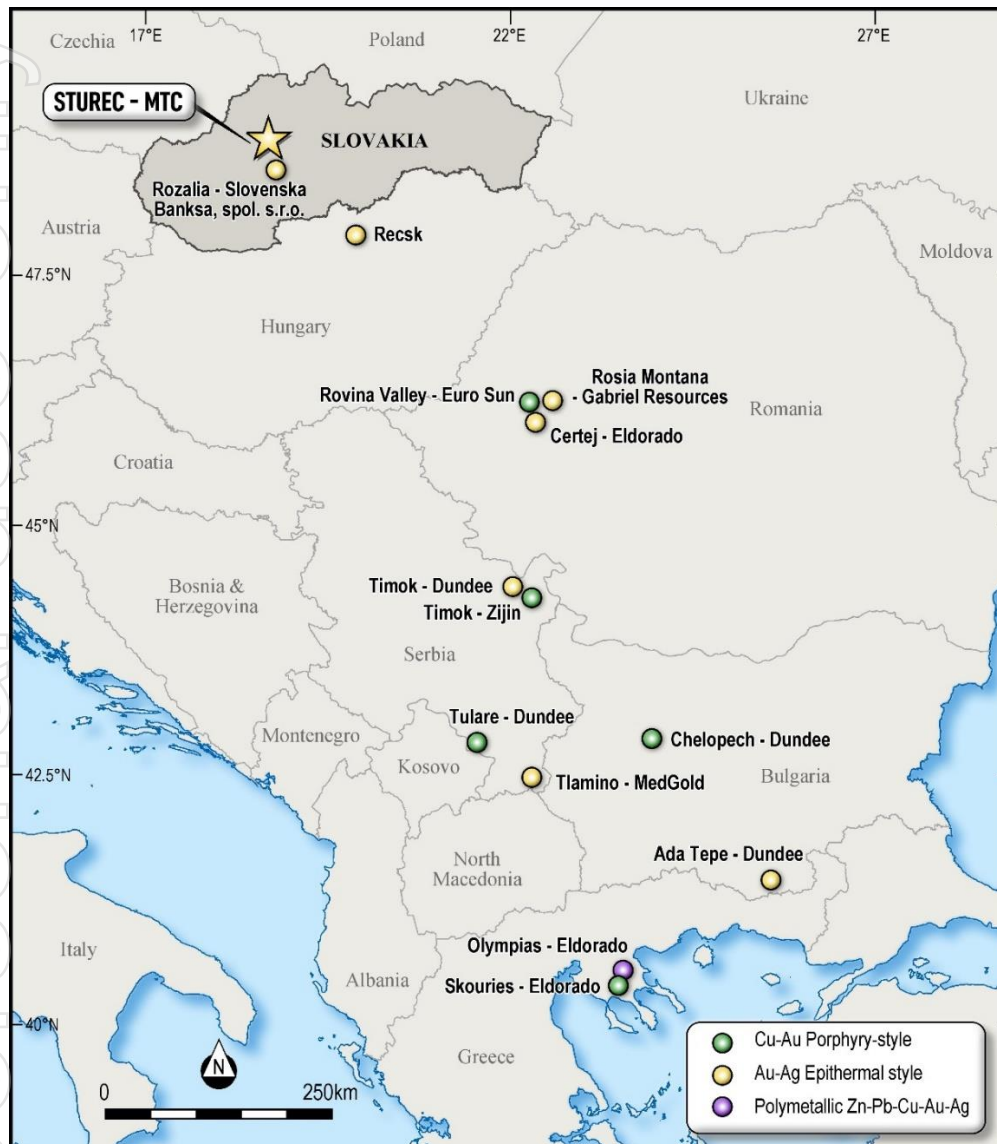 17°E
22°E
27°E
Czechia
Poland
Ukraine
STUREC - MTC
SLOVAKIA
Rozalia - Slovenska
Banksa, spol. s.r.o.
Austria
Recsk
Moldova
47.5°N
Hungary
Rovina Valley - Euro Sun
Rosia Montana
- Gabriel Resources
Romania
Certej - Eldorado
Croatia
45°N
Bosnia &
Herzegovina
Timok - Dundee
Timok - Zijin
Serbia
Tulare - Dundee
Montenegro
Chelopech - Dundee
Kosovo
42.5°N
Tlamino - MedGold
Bulgaria
Ada Tepe - Dundee
North
Macedonia
Italy
Olympias - Eldorado
Albania
Skouries - Eldorado
40°N
Greece
N
0 250km
Cu-Au Porphyry-style
Au-Ag Epithermal style
Polymetallic Zn-Pb-Cu-Au-Ag